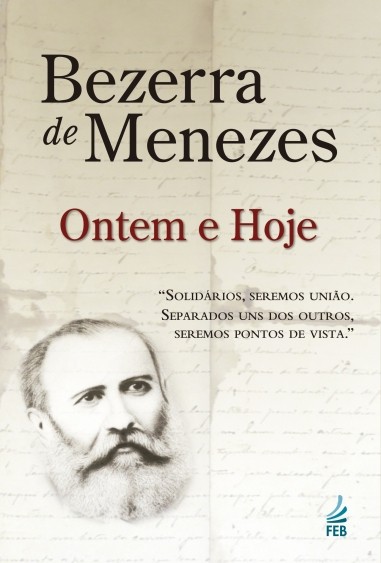 Bezerra
de Menezes
Ontem e Hoje
“Solidários, seremos união.
Separados uns dos outros,
seremos pontos de vista.”
FEB